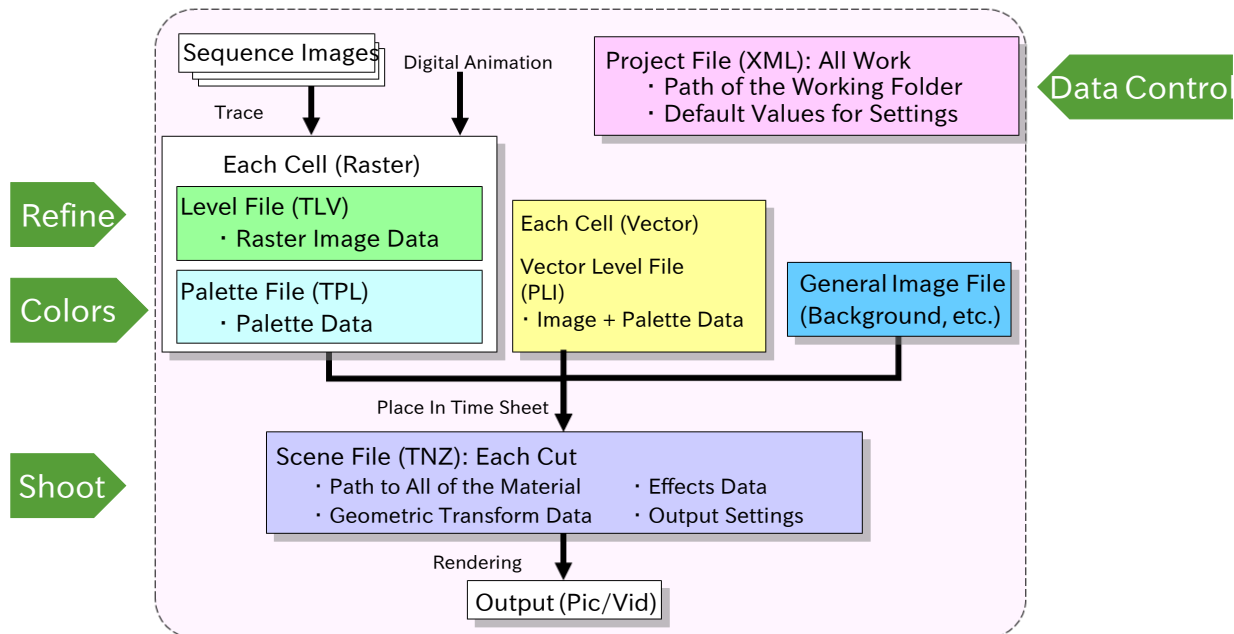 Sequence Images
Digital Animation
Trace
Project File (XML): All Work
・Path of the Working Folder
・Default Values for Settings
Data Control
Each Cell (Raster)
Refine
Level File (TLV)
・Raster Image Data
Colors
Palette File (TPL)
・Palette Data
Each Cell (Vector)
Vector Level File
(PLI)
・Image + Palette Data
General Image File
(Background, etc.)
Place In Time Sheet
Shoot
Scene File (TNZ): Each Cut
・Path to All of the Material
・Effects Data
・Geometric Transform Data
・Output Settings
Rendering
Output (Pic/Vid)